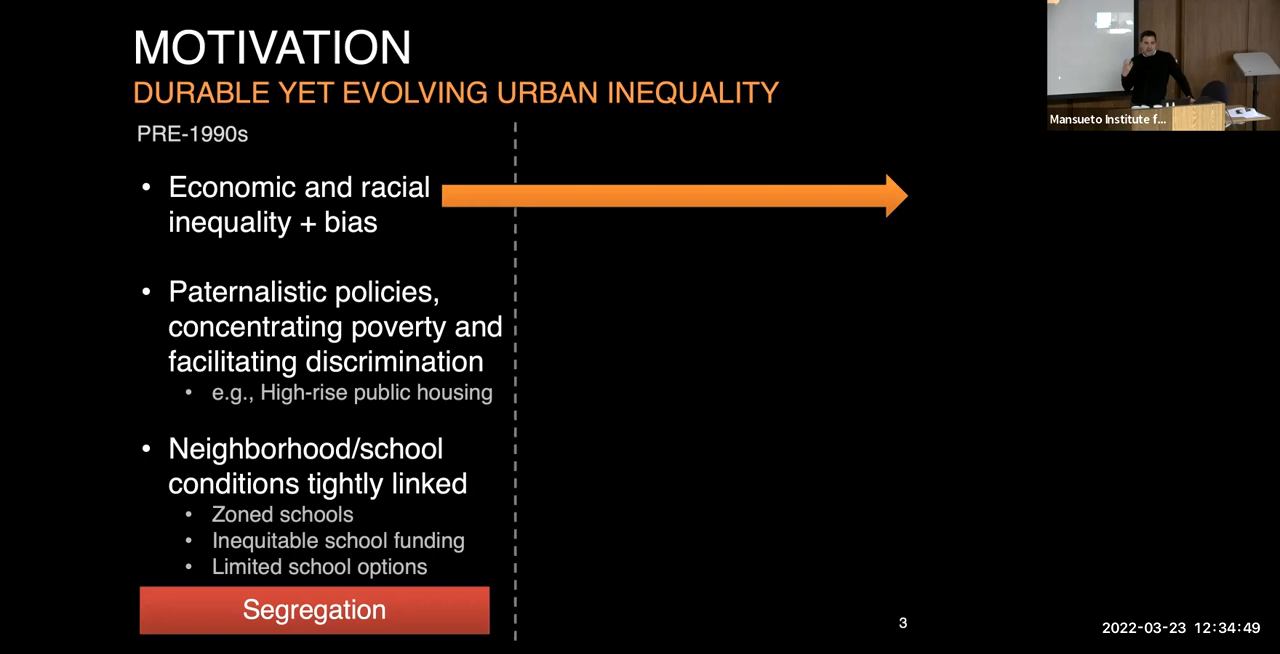 MOTIVATION
DURABLE YET EVOLVING URBAN INEQUALITY
PRE-1990s
• Economic and racial
inequality + bias
• Paternalistic policies,
concentrating poverty and
facilitating discrimination
• e.g., High-rise public housing
• Neighborhood/school
conditions tightly linked
• Zoned schools
• Inequitable school funding
• Limited school options
Segregation
3
Mansueto Institute f...
2022-03-23 12:34:49